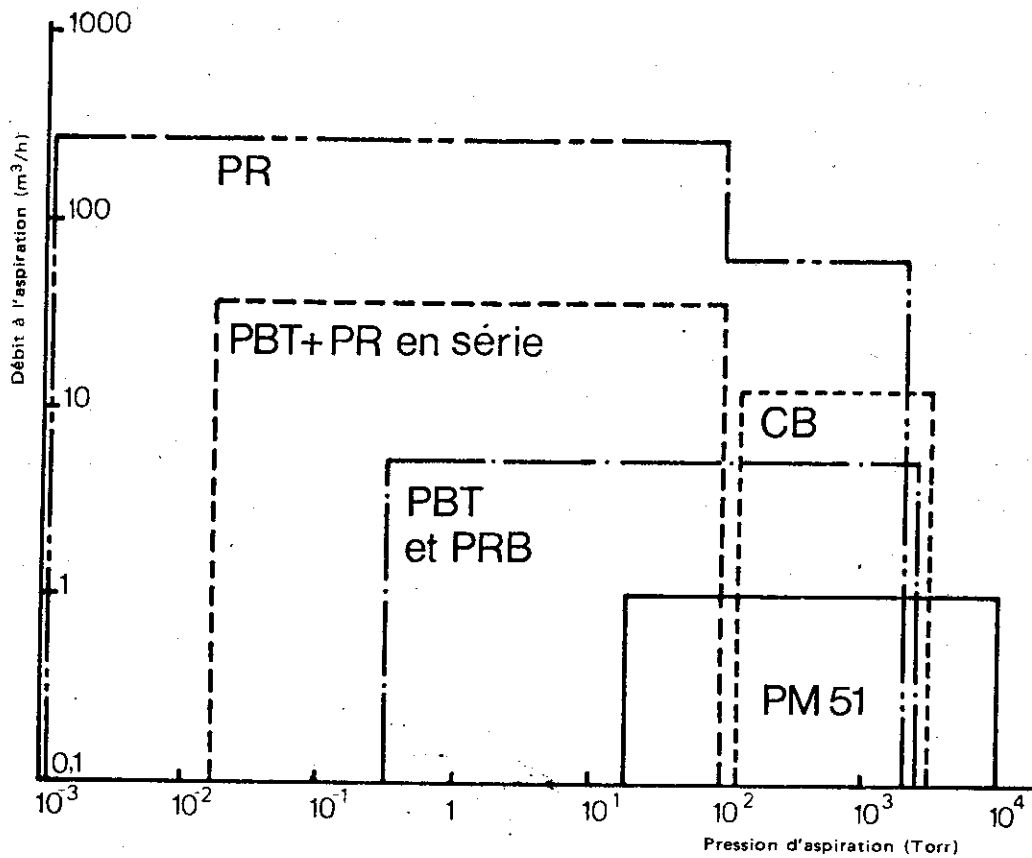 1000
Débit à l'aspiration (m³/h)
PR
100
PBT+PR en série
10
CB
PBT
et PRB
1
PM 51
0,1
10⁻³ 10⁻² 10⁻¹ 1 10¹ 10² 10³ 10⁴
Pression d'aspiration (Torr)